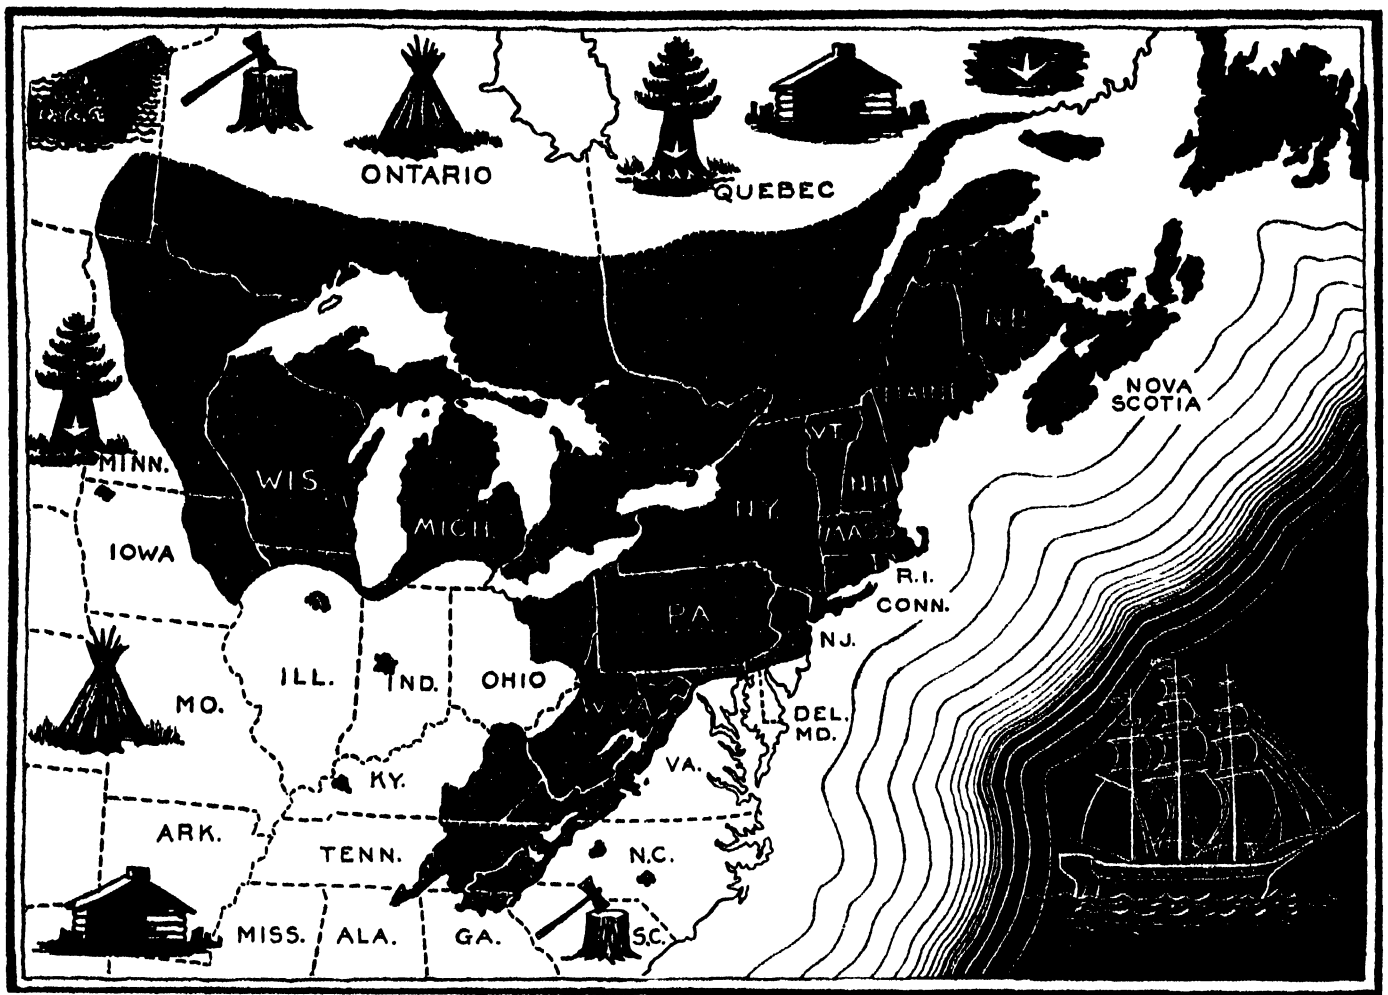 ONTARIO
QUEBEC
N.B.
NOVA
SCOTIA
MAINE
VT.
N.H.
MINN.
WIS.
MICH.
N.Y.
MASS.
IOWA
R.I.
CONN.
PA.
N.J.
ILL.
IND.
OHIO
MO.
W.VA.
DEL.
MD.
VA.
KY.
ARK.
TENN.
N.C.
MISS.
ALA.
GA.
S.C.